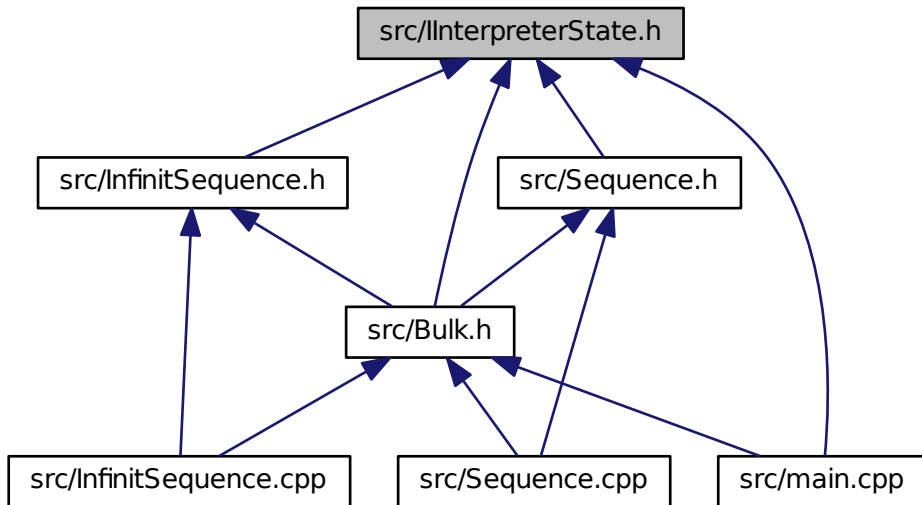 src/IInterpreterState.h
src/InfinitSequence.h
src/Sequence.h
src/Bulk.h
src/InfinitSequence.cpp
src/Sequence.cpp
src/main.cpp